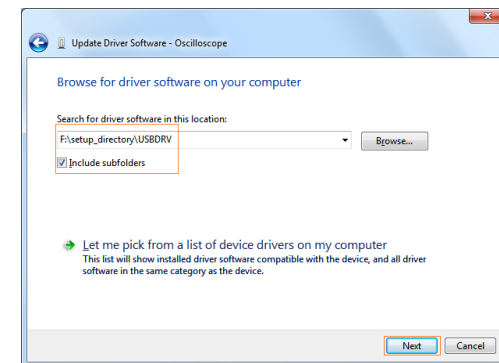 Update Driver Software - Oscilloscope
Browse for driver software on your computer
Search for driver software in this location:
F:\setup_directory\USBDRV
Browse...
Include subfolders
Let me pick from a list of device drivers on my computer
This list will show installed driver software compatible with the device, and all driver
software in the same category as the device.
Next
Cancel